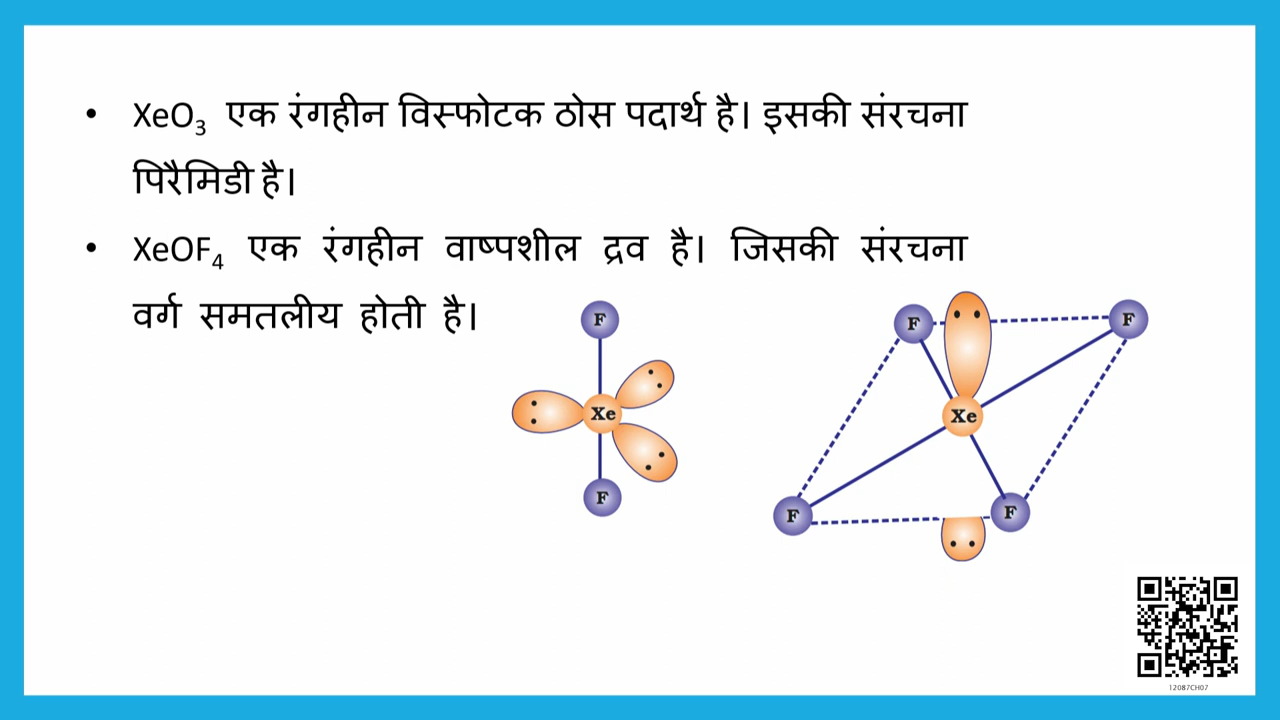 • XeO₃ एक रंगहीन विस्फोटक ठोस पदार्थ है। इसकी संरचना
पिरैमिडी है।
• XeOF₄ एक रंगहीन वाष्पशील द्रव है। जिसकी संरचना
वर्ग समतलीय होती है।
F
Xe
F
F
F
Xe
F
F
12087CH07